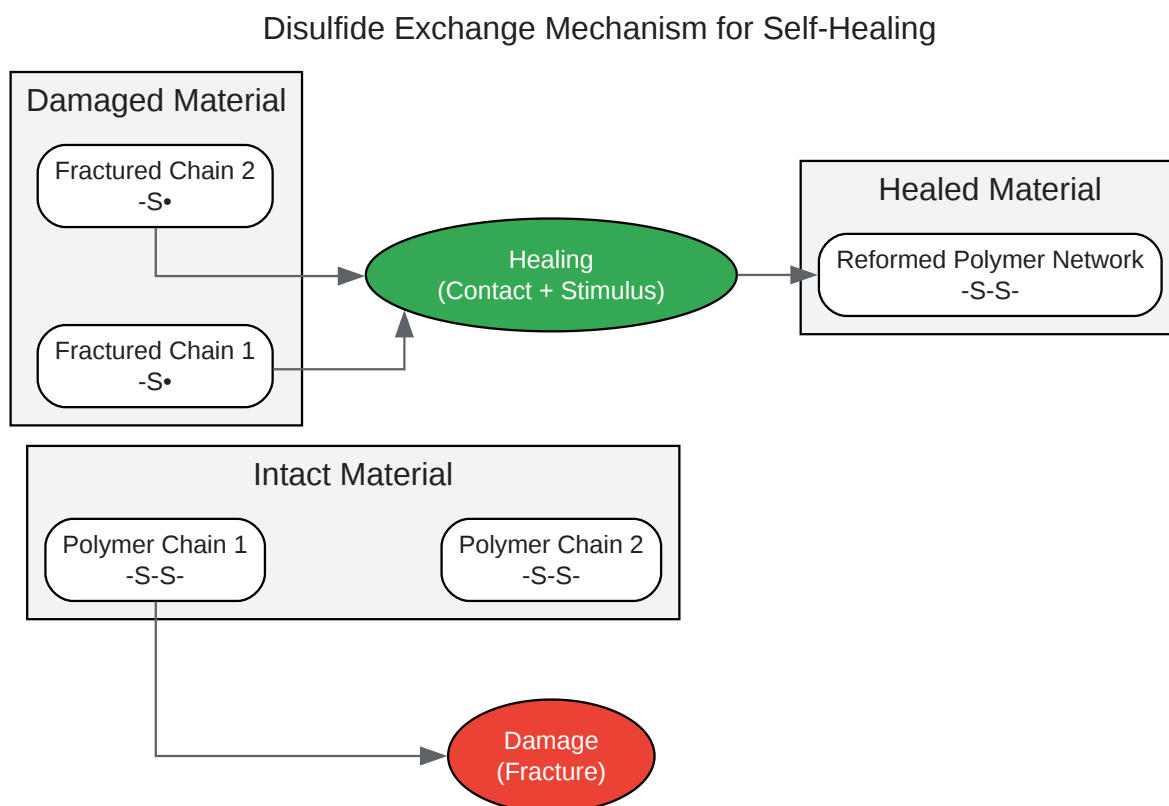 Disulfide Exchange Mechanism for Self-Healing
Damaged Material
Fractured Chain 2
-S•
Fractured Chain 1
-S•
Healing
(Contact + Stimulus)
Healed Material
Reformed Polymer Network
-S-S-
Intact Material
Polymer Chain 1
-S-S-
Polymer Chain 2
-S-S-
Damage
(Fracture)